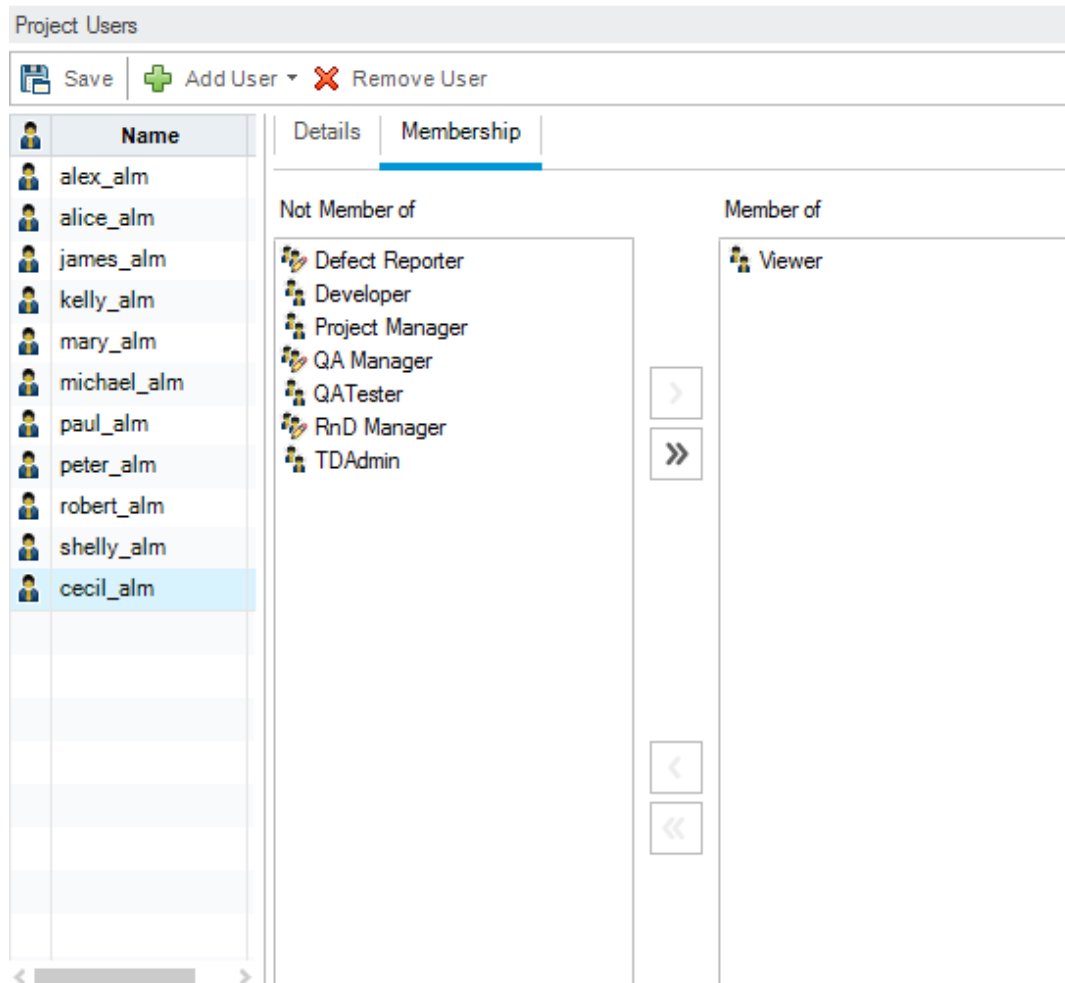 Project Users
Save Add User Remove User
Name
alex_alm
alice_alm
james_alm
kelly_alm
mary_alm
michael_alm
paul_alm
peter_alm
robert_alm
shelly_alm
cecil_alm
Details Membership
Not Member of
Defect Reporter
Developer
Project Manager
QA Manager
QATester
RnD Manager
TDAdmin
Member of
Viewer